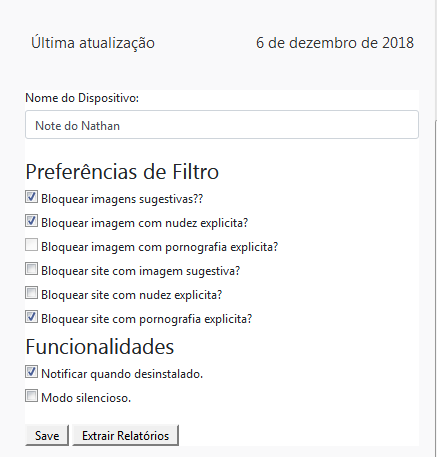 Última atualização 6 de dezembro de 2018
Nome do Dispositivo:
Note do Nathan
Preferências de Filtro
Bloquear imagens sugestivas??
Bloquear imagem com nudez explicita?
Bloquear imagem com pornografia explicita?
Bloquear site com imagem sugestiva?
Bloquear site com nudez explicita?
Bloquear site com pornografia explicita?
Funcionalidades
Notificar quando desinstalado.
Modo silencioso.
Save Extrair Relatórios